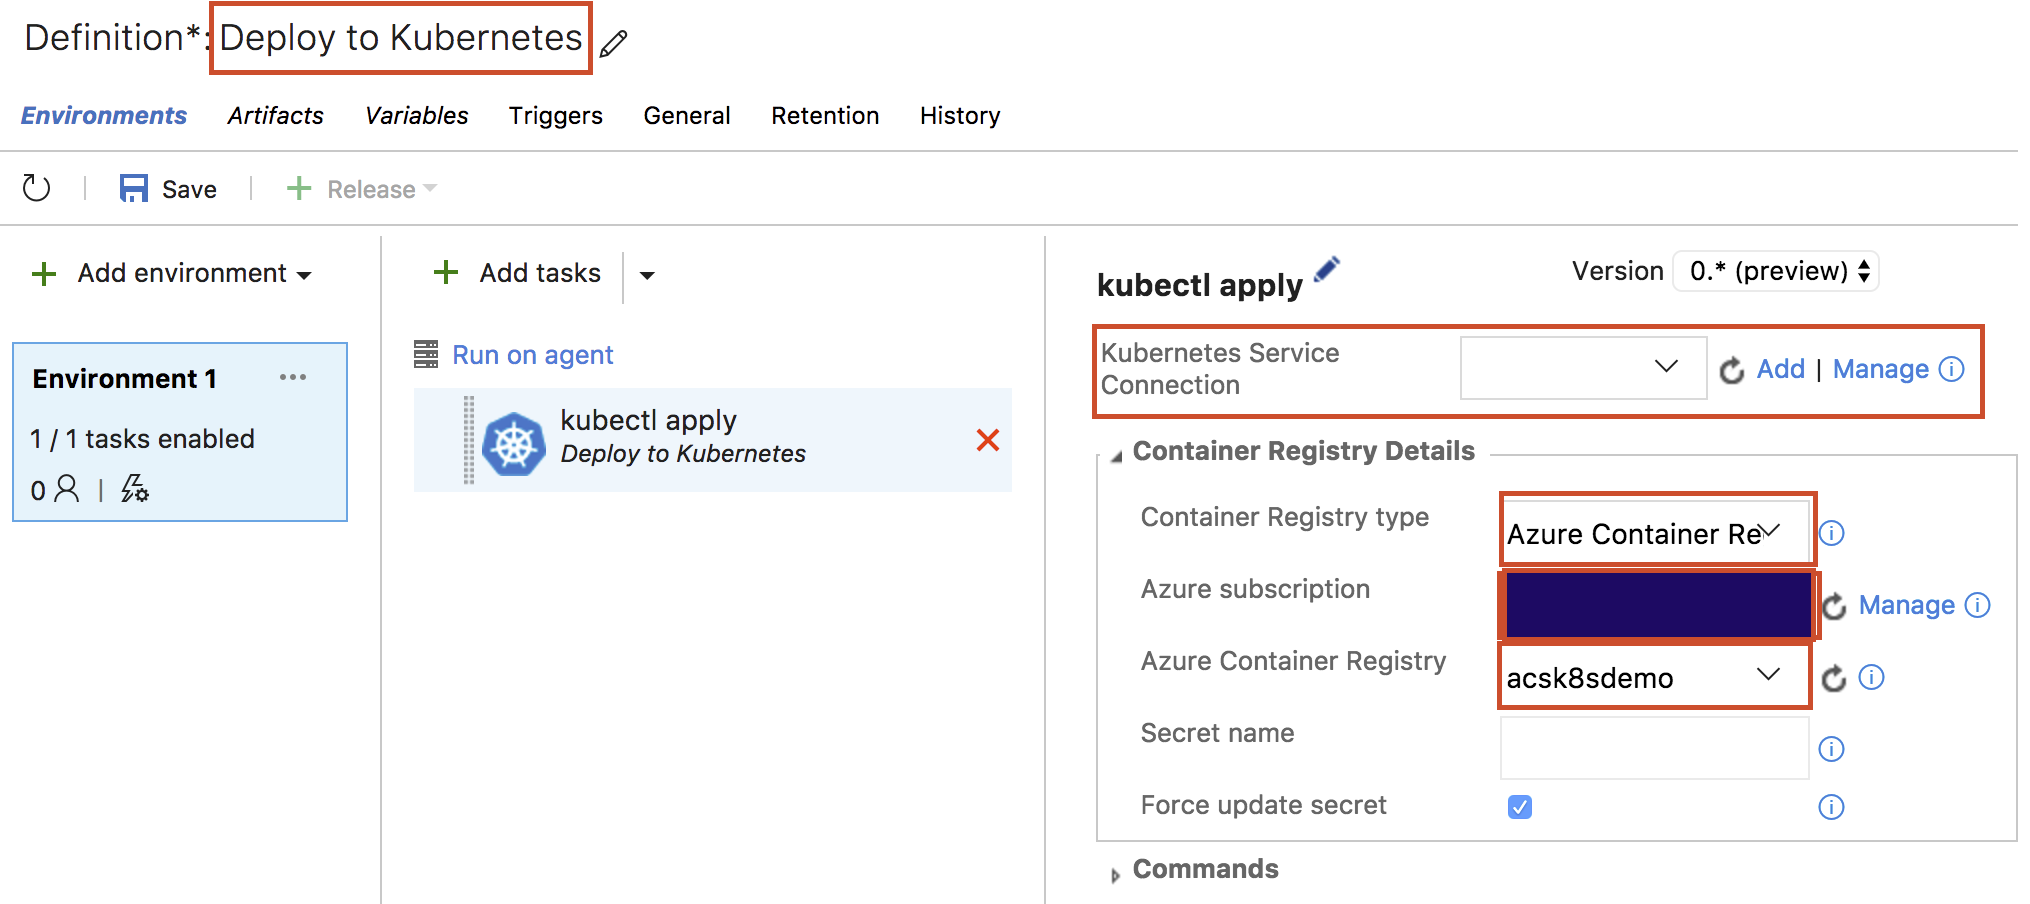 Definition*: Deploy to Kubernetes
Environments Artifacts Variables Triggers General Retention History
Save Release
Add environment
Add tasks
Environment 1
1 / 1 tasks enabled
0
Run on agent
kubectl apply
Deploy to Kubernetes
kubectl apply
Version 0.* (preview)
Kubernetes Service
Connection
Add | Manage
Container Registry Details
Container Registry type Azure Container Re
Azure subscription Manage
Azure Container Registry acsk8sdemo
Secret name
Force update secret
Commands